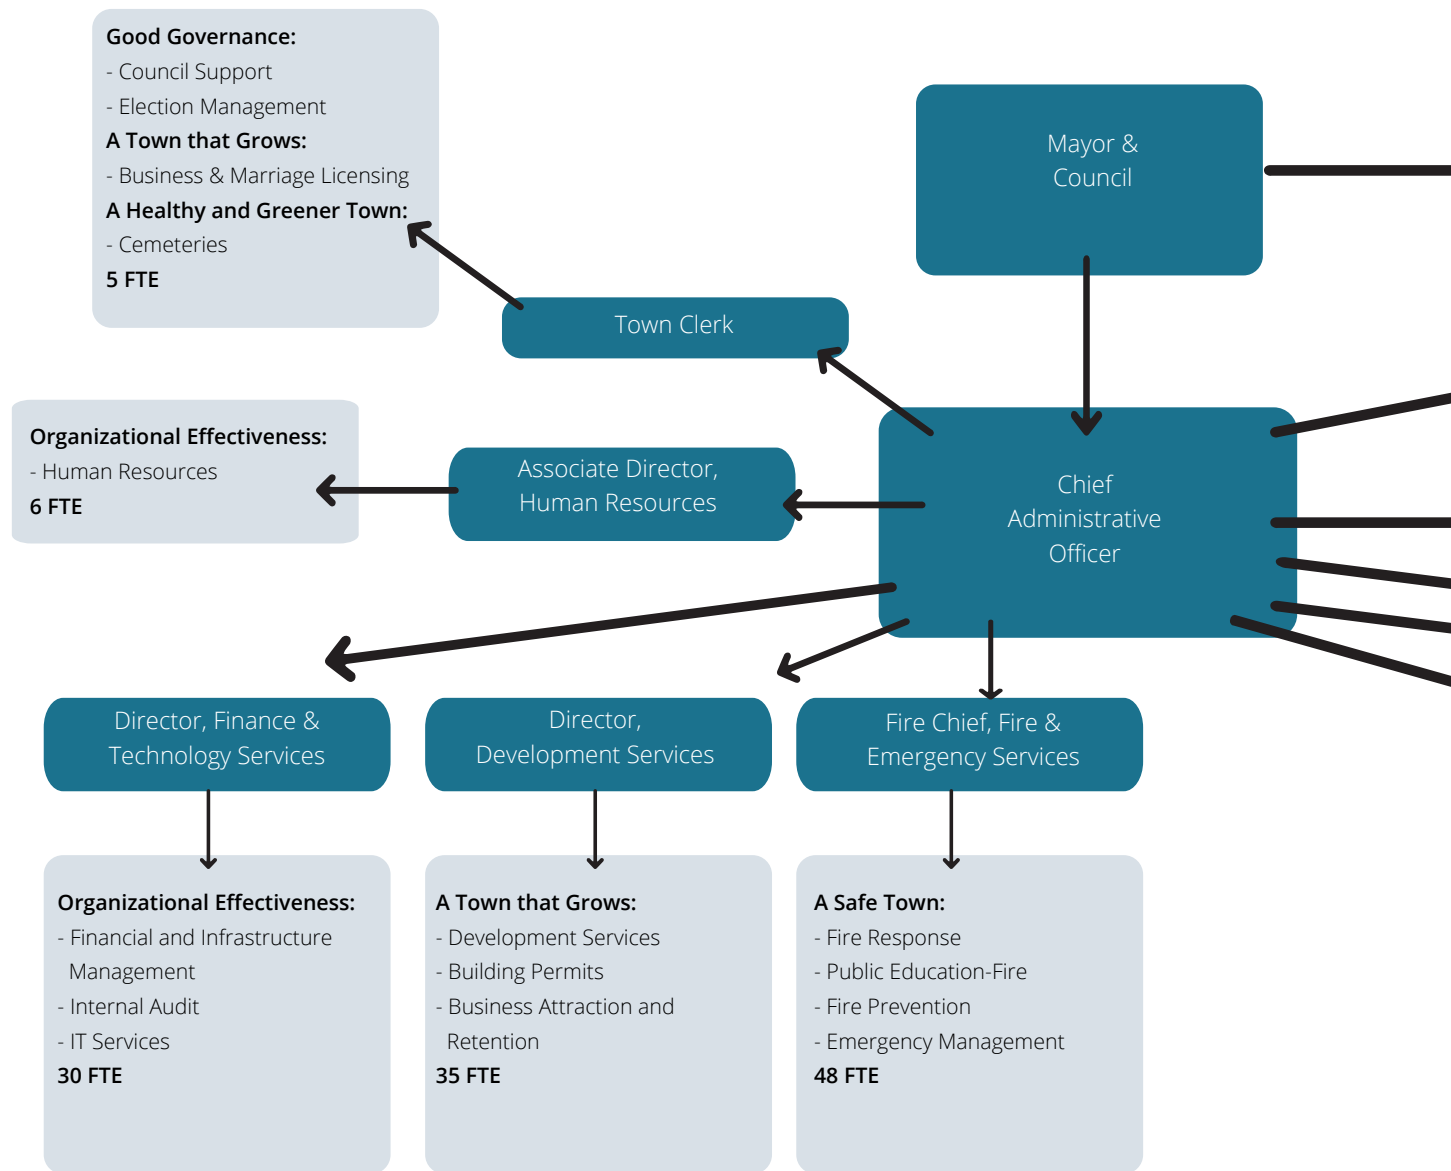 Good Governance:
- Council Support
- Election Management
A Town that Grows:
- Business & Marriage Licensing
A Healthy and Greener Town:
- Cemeteries
5 FTE
Mayor &
Council
Town Clerk
Organizational Effectiveness:
- Human Resources
6 FTE
Associate Director,
Human Resources
Chief
Administrative
Officer
Director, Finance &
Technology Services
Director,
Development Services
Fire Chief, Fire &
Emergency Services
Organizational Effectiveness:
- Financial and Infrastructure
Management
- Internal Audit
- IT Services
30 FTE
A Town that Grows:
- Development Services
- Building Permits
- Business Attraction and
Retention
35 FTE
A Safe Town:
- Fire Response
- Public Education-Fire
- Fire Prevention
- Emergency Management
48 FTE